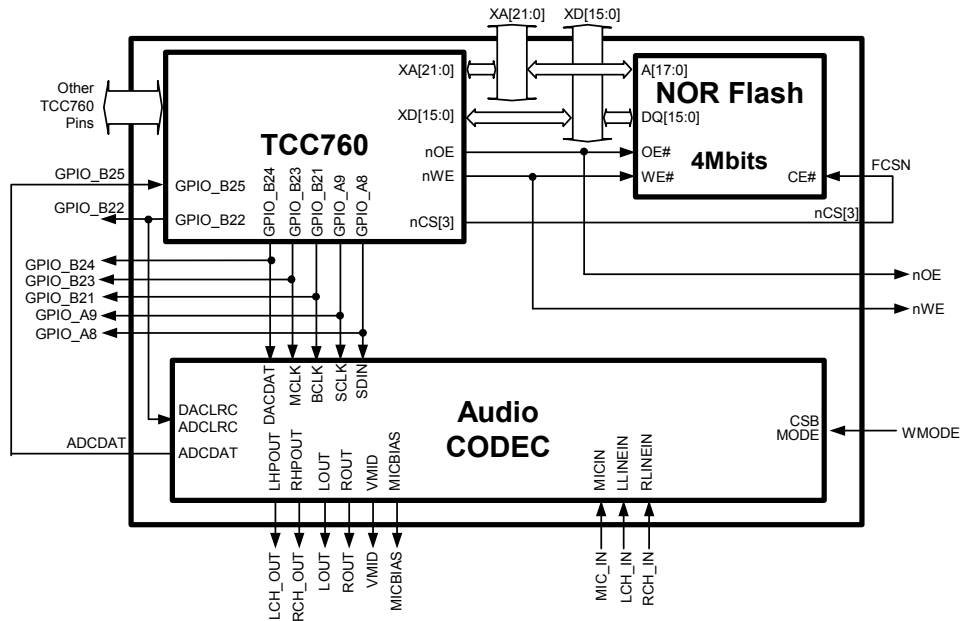 XA[21:0]
XD[15:0]
Other
TCC760
Pins
TCC760
XA[21:0]
XD[15:0]
nOE
nWE
nCS[3]
GPIO_B25
GPIO_B22
GPIO_B24
GPIO_B23
GPIO_B21
GPIO_A9
GPIO_A8
A[17:0]
NOR Flash
DQ[15:0]
OE#
4Mbits
WE#
CE#
FCSN
nCS[3]
GPIO_B25
GPIO_B22
GPIO_B24
GPIO_B23
GPIO_B21
GPIO_A9
GPIO_A8
nOE
nWE
DACDAT
MCLK
BCLK
SCLK
SDIN
DACLRC
ADCLRC
ADCDAT
ADCDAT
Audio
CODEC
CSB
MODE
WMODE
LHPOUT
RHPOUT
LOUT
ROUT
VMID
MICBIAS
MICIN
LLINEIN
RLINEIN
LCH_OUT
RCH_OUT
LOUT
ROUT
VMID
MICBIAS
MIC_IN
LCH_IN
RCH_IN